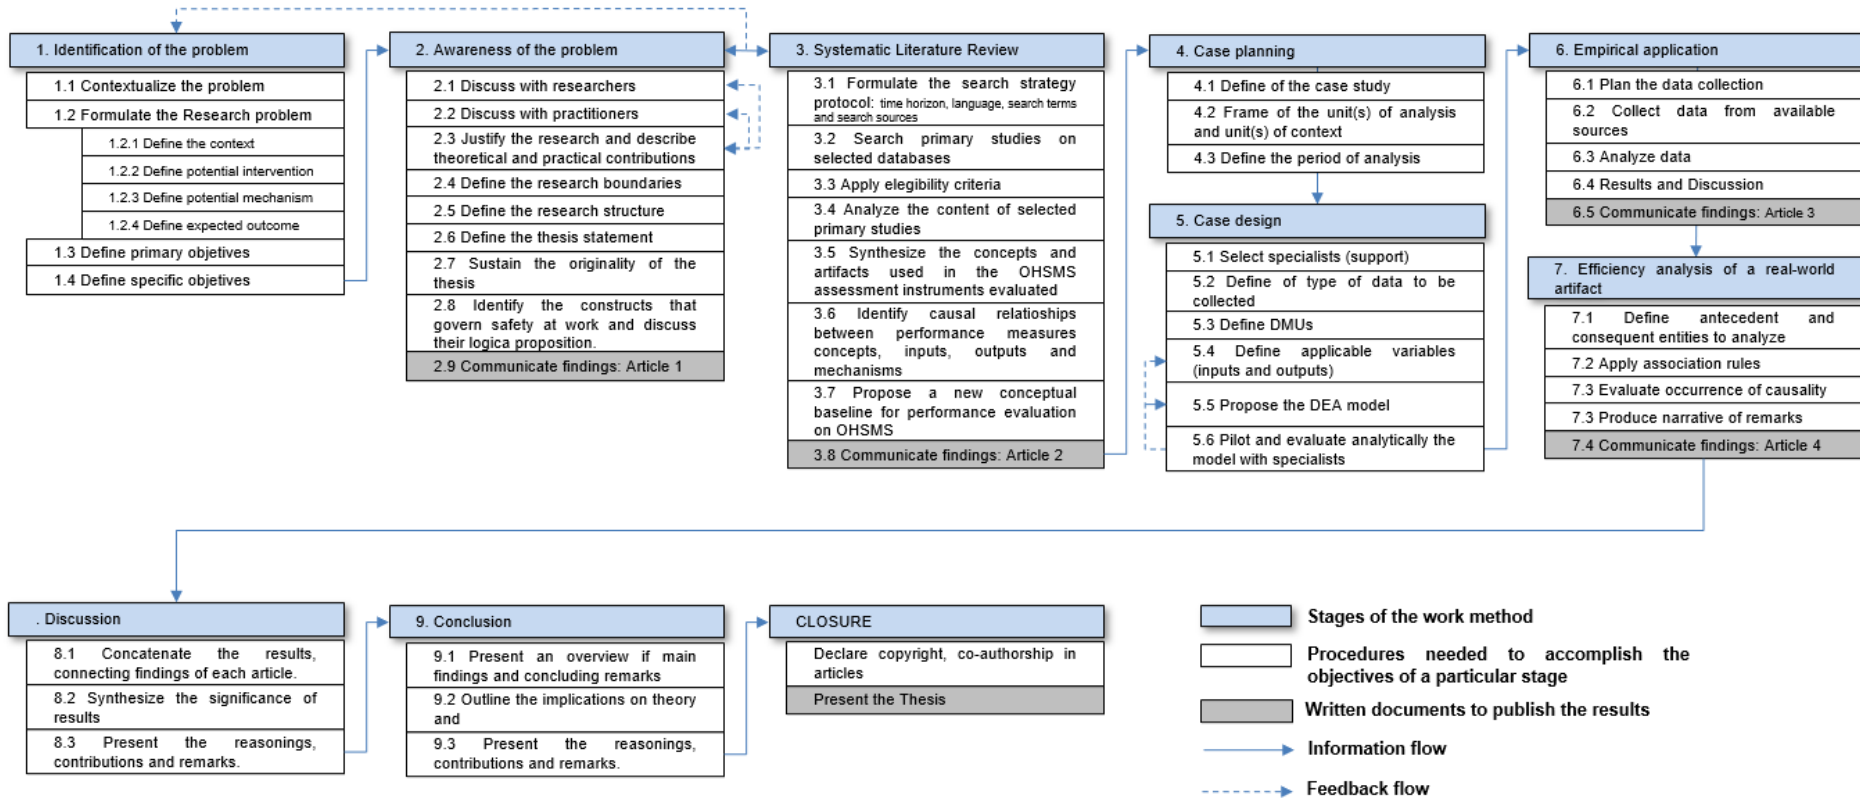 1. Identification of the problem
1.1 Contextualize the problem
1.2 Formulate the Research problem
1.2.1 Define the context
1.2.2 Define potential intervention
1.2.3 Define potential mechanism
1.2.4 Define expected outcome
1.3 Define primary objetives
1.4 Define specific objetives
2. Awareness of the problem
2.1 Discuss with researchers
2.2 Discuss with practitioners
2.3 Justify the research and describe
theoretical and practical contributions
2.4 Define the research boundaries
2.5 Define the research structure
2.6 Define the thesis statement
2.7 Sustain the originality of the
thesis
2.8 Identify the constructs that
govern safety at work and discuss
their logica proposition.
2.9 Communicate findings: Article 1
3. Systematic Literature Review
3.1 Formulate the search strategy
protocol: time horizon, language, search terms
and search sources
3.2 Search primary studies on
selected databases
3.3 Apply elegibility criteria
3.4 Analyze the content of selected
primary studies
3.5 Synthesize the concepts and
artifacts used in the OHSMS
assessment instruments evaluated
3.6 Identify causal relatioships
between performance measures
concepts, inputs, outputs and
mechanisms
3.7 Propose a new conceptual
baseline for performance evaluation
on OHSMS
3.8 Communicate findings: Article 2
4. Case planning
4.1 Define of the case study
4.2 Frame of the unit(s) of analysis
and unit(s) of context
4.3 Define the period of analysis
5. Case design
5.1 Select specialists (support)
5.2 Define of type of data to be
collected
5.3 Define DMUs
5.4 Define applicable variables
(inputs and outputs)
5.5 Propose the DEA model
5.6 Pilot and evaluate analytically the
model with specialists
6. Empirical application
6.1 Plan the data collection
6.2 Collect data from available
sources
6.3 Analyze data
6.4 Results and Discussion
6.5 Communicate findings: Article 3
7. Efficiency analysis of a real-world
artifact
7.1 Define antecedent and
consequent entities to analyze
7.2 Apply association rules
7.3 Evaluate occurrence of causality
7.3 Produce narrative of remarks
7.4 Communicate findings: Article 4
. Discussion
8.1 Concatenate the results,
connecting findings of each article.
8.2 Synthesize the significance of
results
8.3 Present the reasonings,
contributions and remarks.
9. Conclusion
9.1 Present an overview if main
findings and concluding remarks
9.2 Outline the implications on theory
and
9.3 Present the reasonings,
contributions and remarks.
CLOSURE
Declare copyright, co-authorship in
articles
Present the Thesis
Stages of the work method
Procedures needed to accomplish the
objectives of a particular stage
Written documents to publish the results
Information flow
Feedback flow